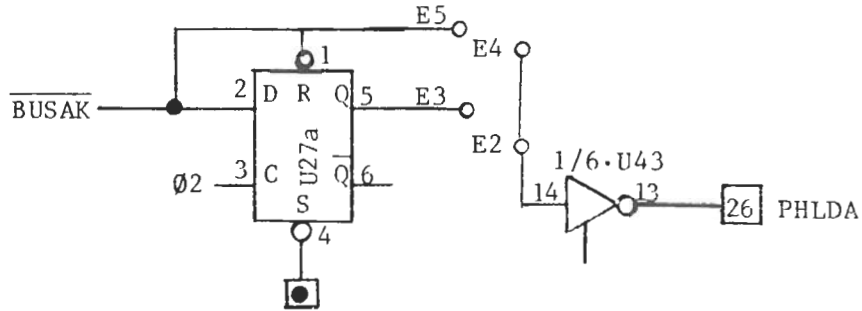 E5
1
E4
2 D R Q 5 E3
BUSAK
U27a
E2
1/6·U43
Ø2 3 C Q 6
14 13
26 PHLDA
S
4